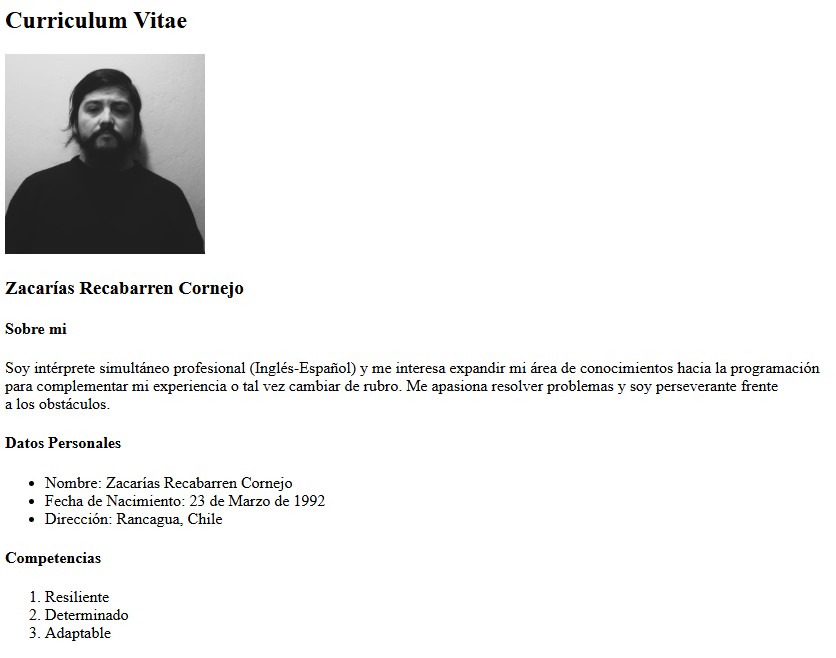 Curriculum Vitae
Zacarías Recabarren Cornejo
Sobre mi
Soy intérprete simultáneo profesional (Inglés-Español) y me interesa expandir mi área de conocimientos hacia la programación
para complementar mi experiencia o tal vez cambiar de rubro. Me apasiona resolver problemas y soy perseverante frente
a los obstáculos.
Datos Personales
• Nombre: Zacarías Recabarren Cornejo
• Fecha de Nacimiento: 23 de Marzo de 1992
• Dirección: Rancagua, Chile
Competencias
1. Resiliente
2. Determinado
3. Adaptable